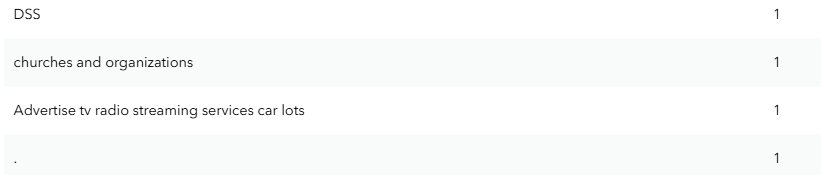 DSS 1
churches and organizations 1
Advertise tv radio streaming services car lots 1
. 1